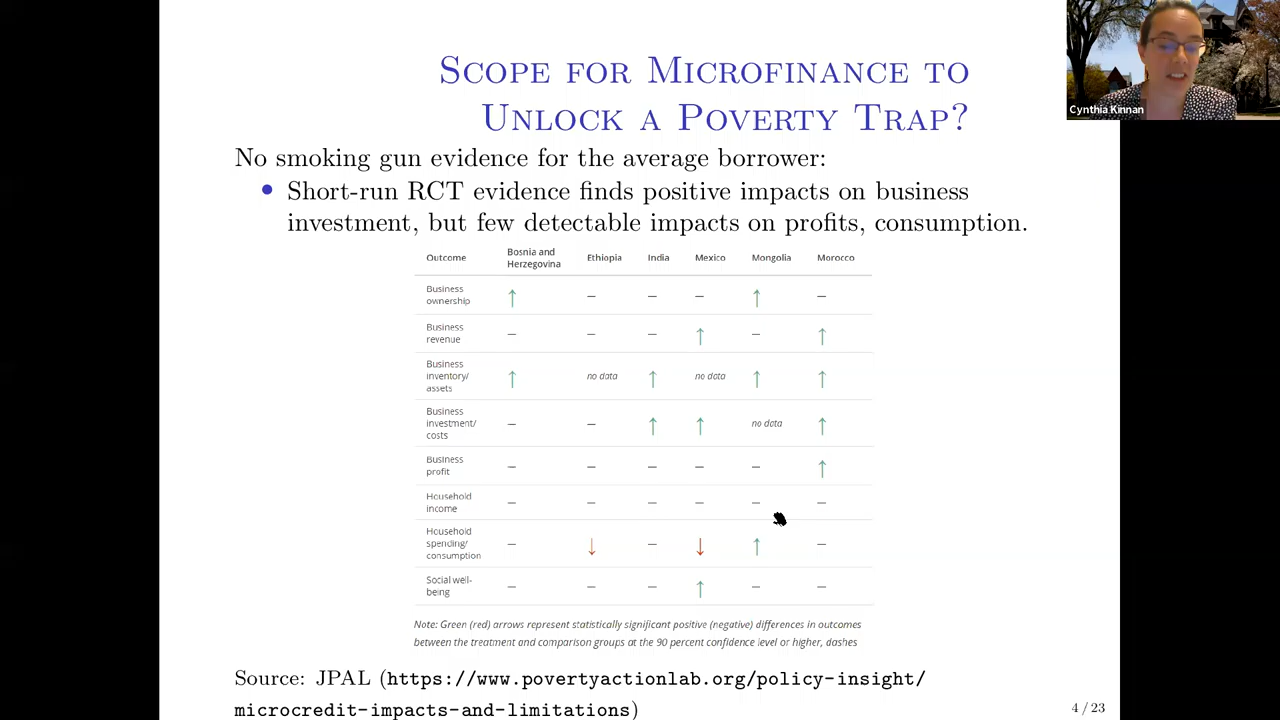 SCOPE FOR MICROFINANCE TO
UNLOCK A POVERTY TRAP?
Cynthia Kinnan
No smoking gun evidence for the average borrower:
• Short-run RCT evidence finds positive impacts on business
investment, but few detectable impacts on profits, consumption.
Outcome Bosnia and Herzegovina Ethiopia India Mexico Mongolia Morocco
Business ownership ↑ – – – ↑ –
Business revenue – – – ↑ – ↑
Business inventory/ assets ↑ no data ↑ no data ↑ ↑
Business investment/ costs – – ↑ ↑ no data ↑
Business profit – – – – – ↑
Household income – – – – – –
Household spending/ consumption – ↓ – ↓ ↑ –
Social well-being – – – ↑ – –
Note: Green (red) arrows represent statistically significant positive (negative) differences in outcomes
between the treatment and comparison groups at the 90 percent confidence level or higher, dashes
Source: JPAL (https://www.povertyactionlab.org/policy-insight/
microcredit-impacts-and-limitations)
4 / 23